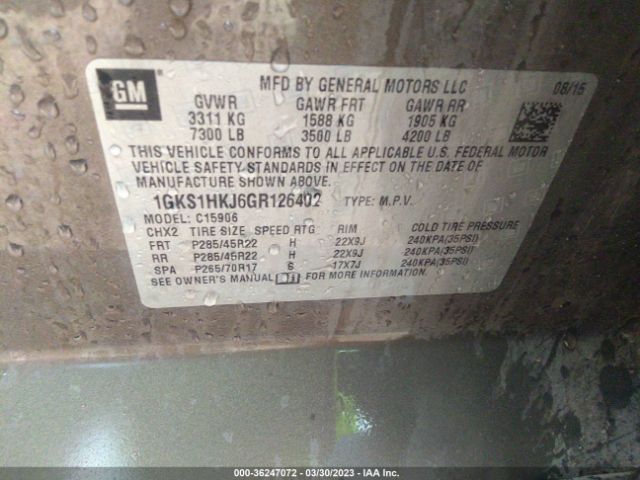 GM
MFD BY GENERAL MOTORS LLC 08/15
GVWR GAWR FRT GAWR RR
3311 KG 1588 KG 1905 KG
7300 LB 3500 LB 4200 LB
THIS VEHICLE CONFORMS TO ALL APPLICABLE U.S. FEDERAL MOTOR
VEHICLE SAFETY STANDARDS IN EFFECT ON THE DATE OF
MANUFACTURE SHOWN ABOVE.
1GKS1HKJ6GR126402 TYPE: M.P.V.
MODEL: C15906
CHX2 TIRE SIZE SPEED RTG RIM COLD TIRE PRESSURE
FRT P285/45R22 H 22X9J 240KPA(35PSI)
RR P285/45R22 H 22X9J 240KPA(35PSI)
SPA P265/70R17 S 17X7J 240KPA(35PSI)
SEE OWNER'S MANUAL FOR MORE INFORMATION.
000-36247072 — 03/30/2023 — IAA Inc.